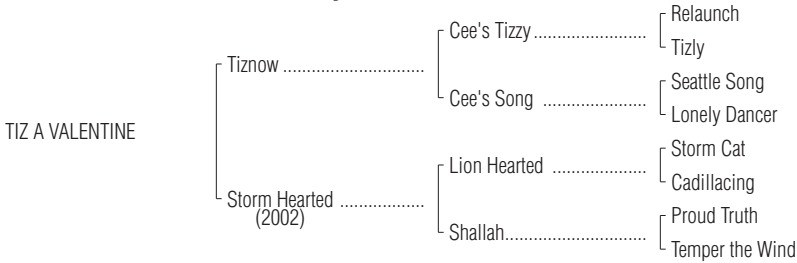 Relaunch
Cee's Tizzy ........................
Tizly
Tiznow ..............................
Seattle Song
Cee's Song ......................
Lonely Dancer
TIZ A VALENTINE
Storm Cat
Lion Hearted ....................
Cadillacing
Storm Hearted ..................
(2002)
Proud Truth
Shallah..............................
Temper the Wind